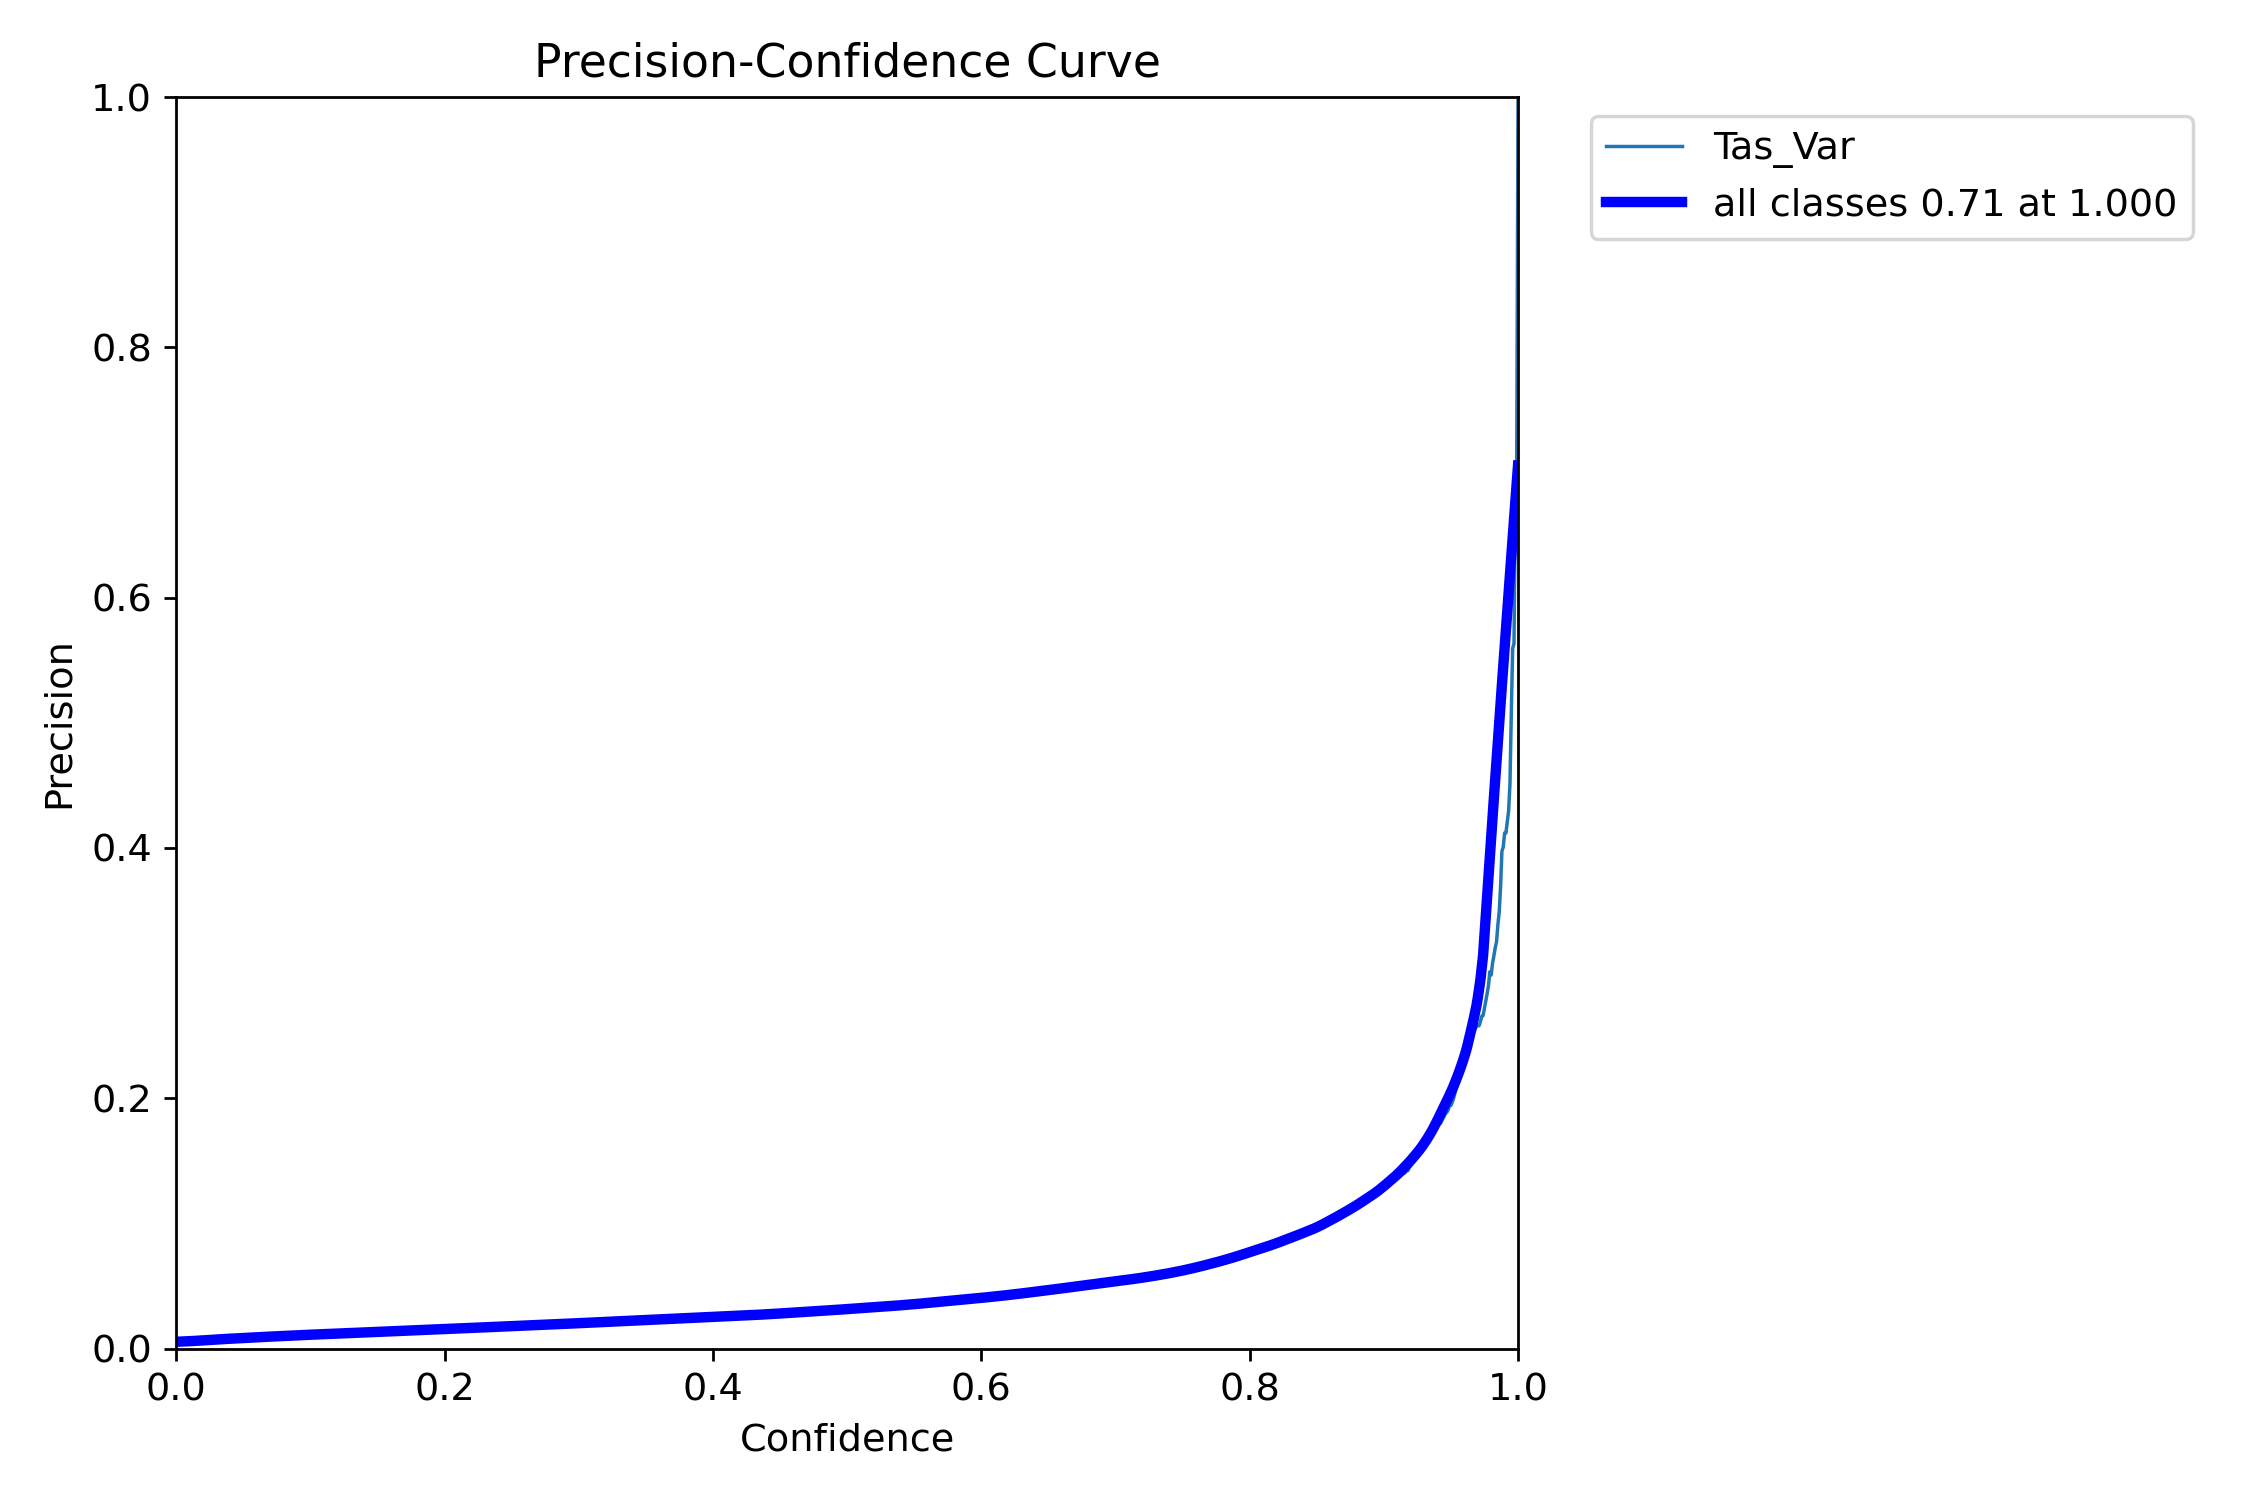 Precision-Confidence Curve
Tas_Var
all classes 0.71 at 1.000
Precision
1.0
0.8
0.6
0.4
0.2
0.0
0.0 0.2 0.4 0.6 0.8 1.0
Confidence